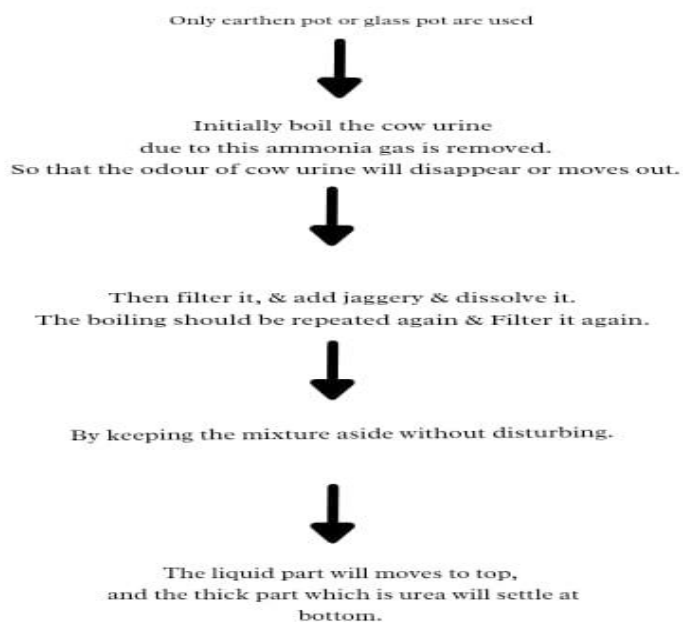 Only earthen pot or glass pot are used
Initially boil the cow urine
due to this ammonia gas is removed.
So that the odour of cow urine will disappear or moves out.
Then filter it, & add jaggery & dissolve it.
The boiling should be repeated again & Filter it again.
By keeping the mixture aside without disturbing.
The liquid part will moves to top,
and the thick part which is urea will settle at
bottom.